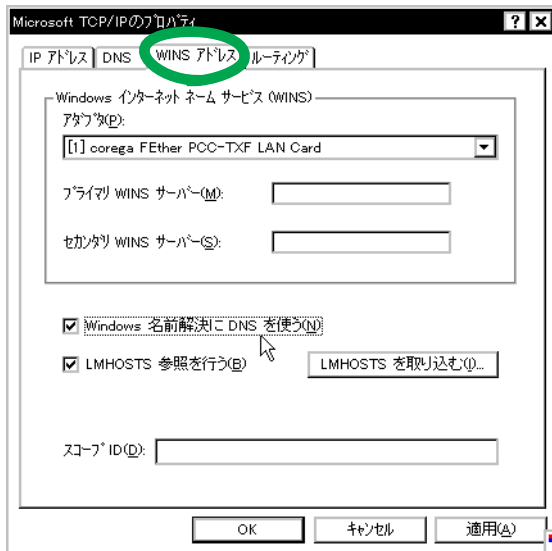 Microsoft TCP/IPのプロパティ
IP アドレス DNS WINS アドレス ルーティング
Windows インターネット ネーム サービス (WINS)
アダプタ(P):
[1] corega FEther PCC-TXF LAN Card
プライマリ WINS サーバー(M):
セカンダリ WINS サーバー(S):
Windows 名前解決に DNS を使う(N)
LMHOSTS 参照を行う(B) LMHOSTS を取り込む(I)...
スコープ ID(D):
OK キャンセル 適用(A)